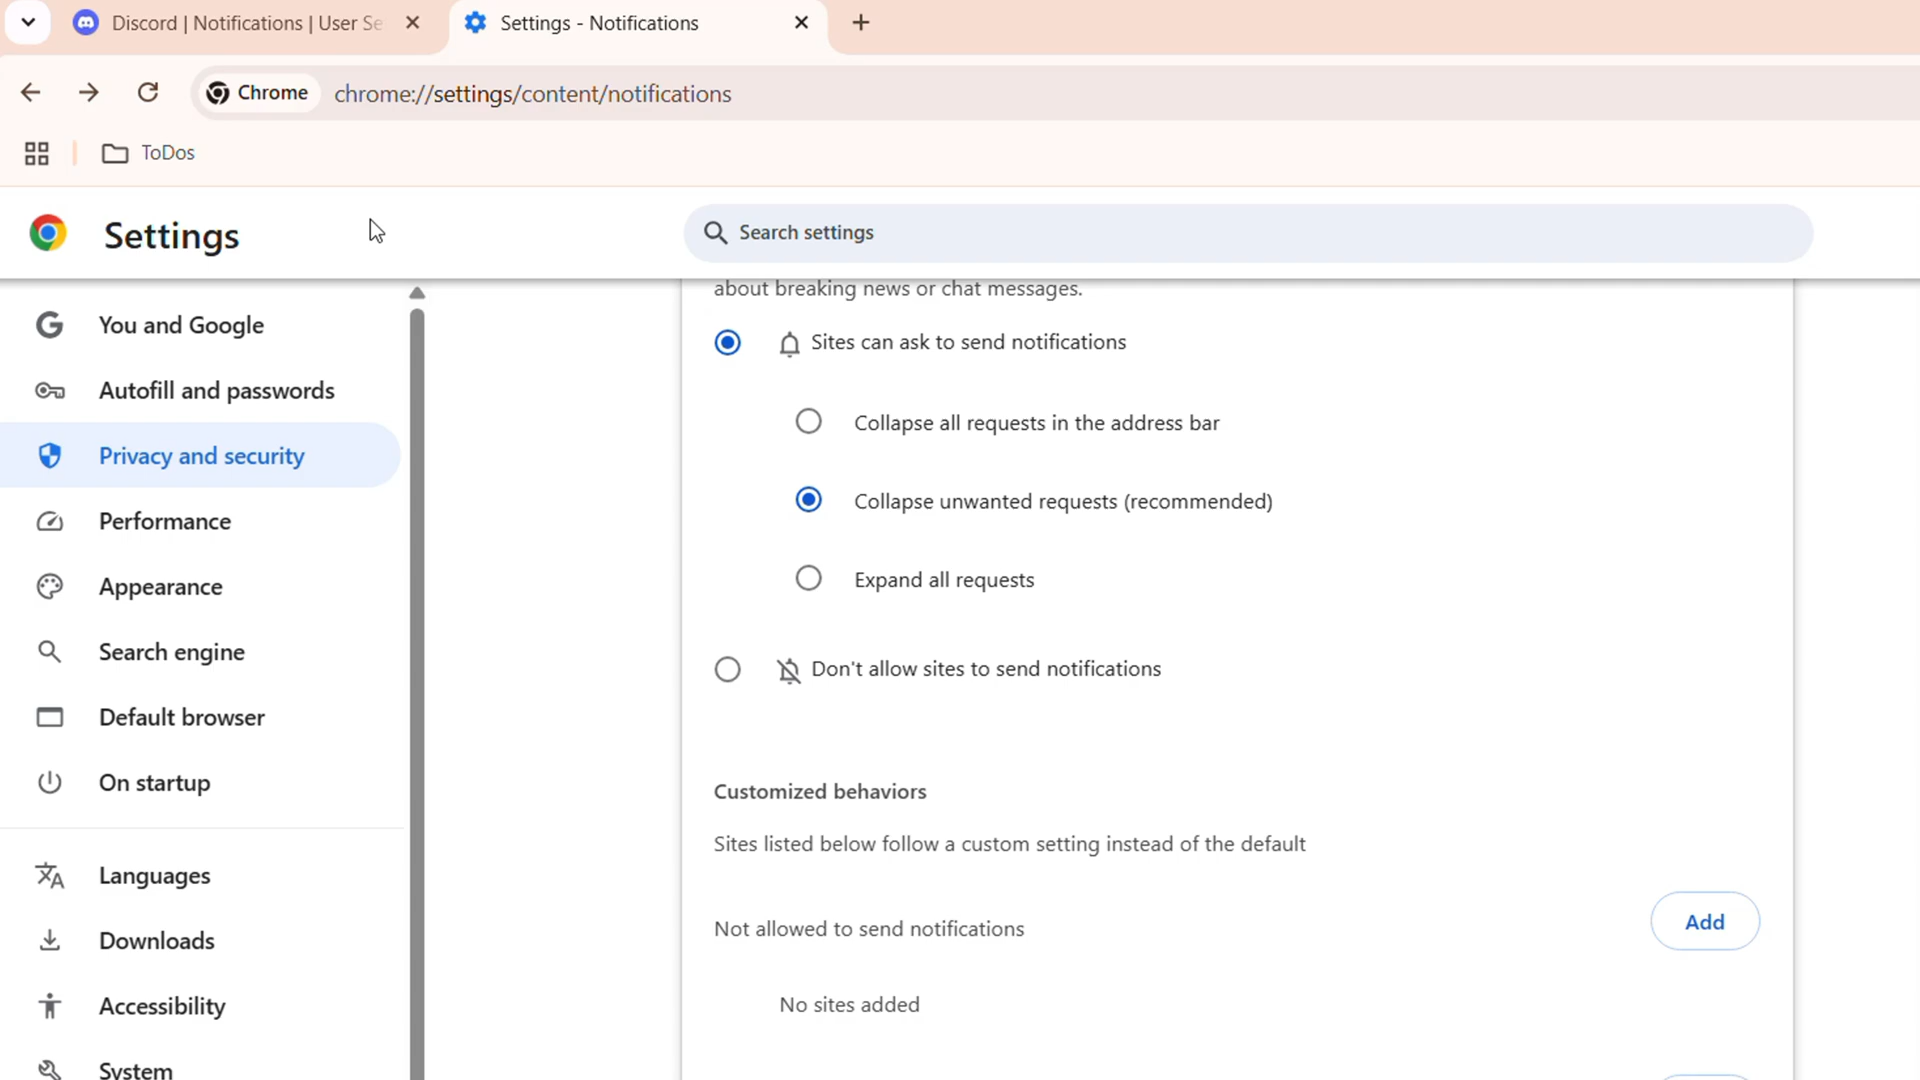 Discord | Notifications | User Se
Settings - Notifications
Chrome
chrome://settings/content/notifications
ToDos
Settings
Search settings
You and Google
Autofill and passwords
Privacy and security
Performance
Appearance
Search engine
Default browser
On startup
Languages
Downloads
Accessibility
System
about breaking news or chat messages.
Sites can ask to send notifications
Collapse all requests in the address bar
Collapse unwanted requests (recommended)
Expand all requests
Don't allow sites to send notifications
Customized behaviors
Sites listed below follow a custom setting instead of the default
Not allowed to send notifications
Add
No sites added